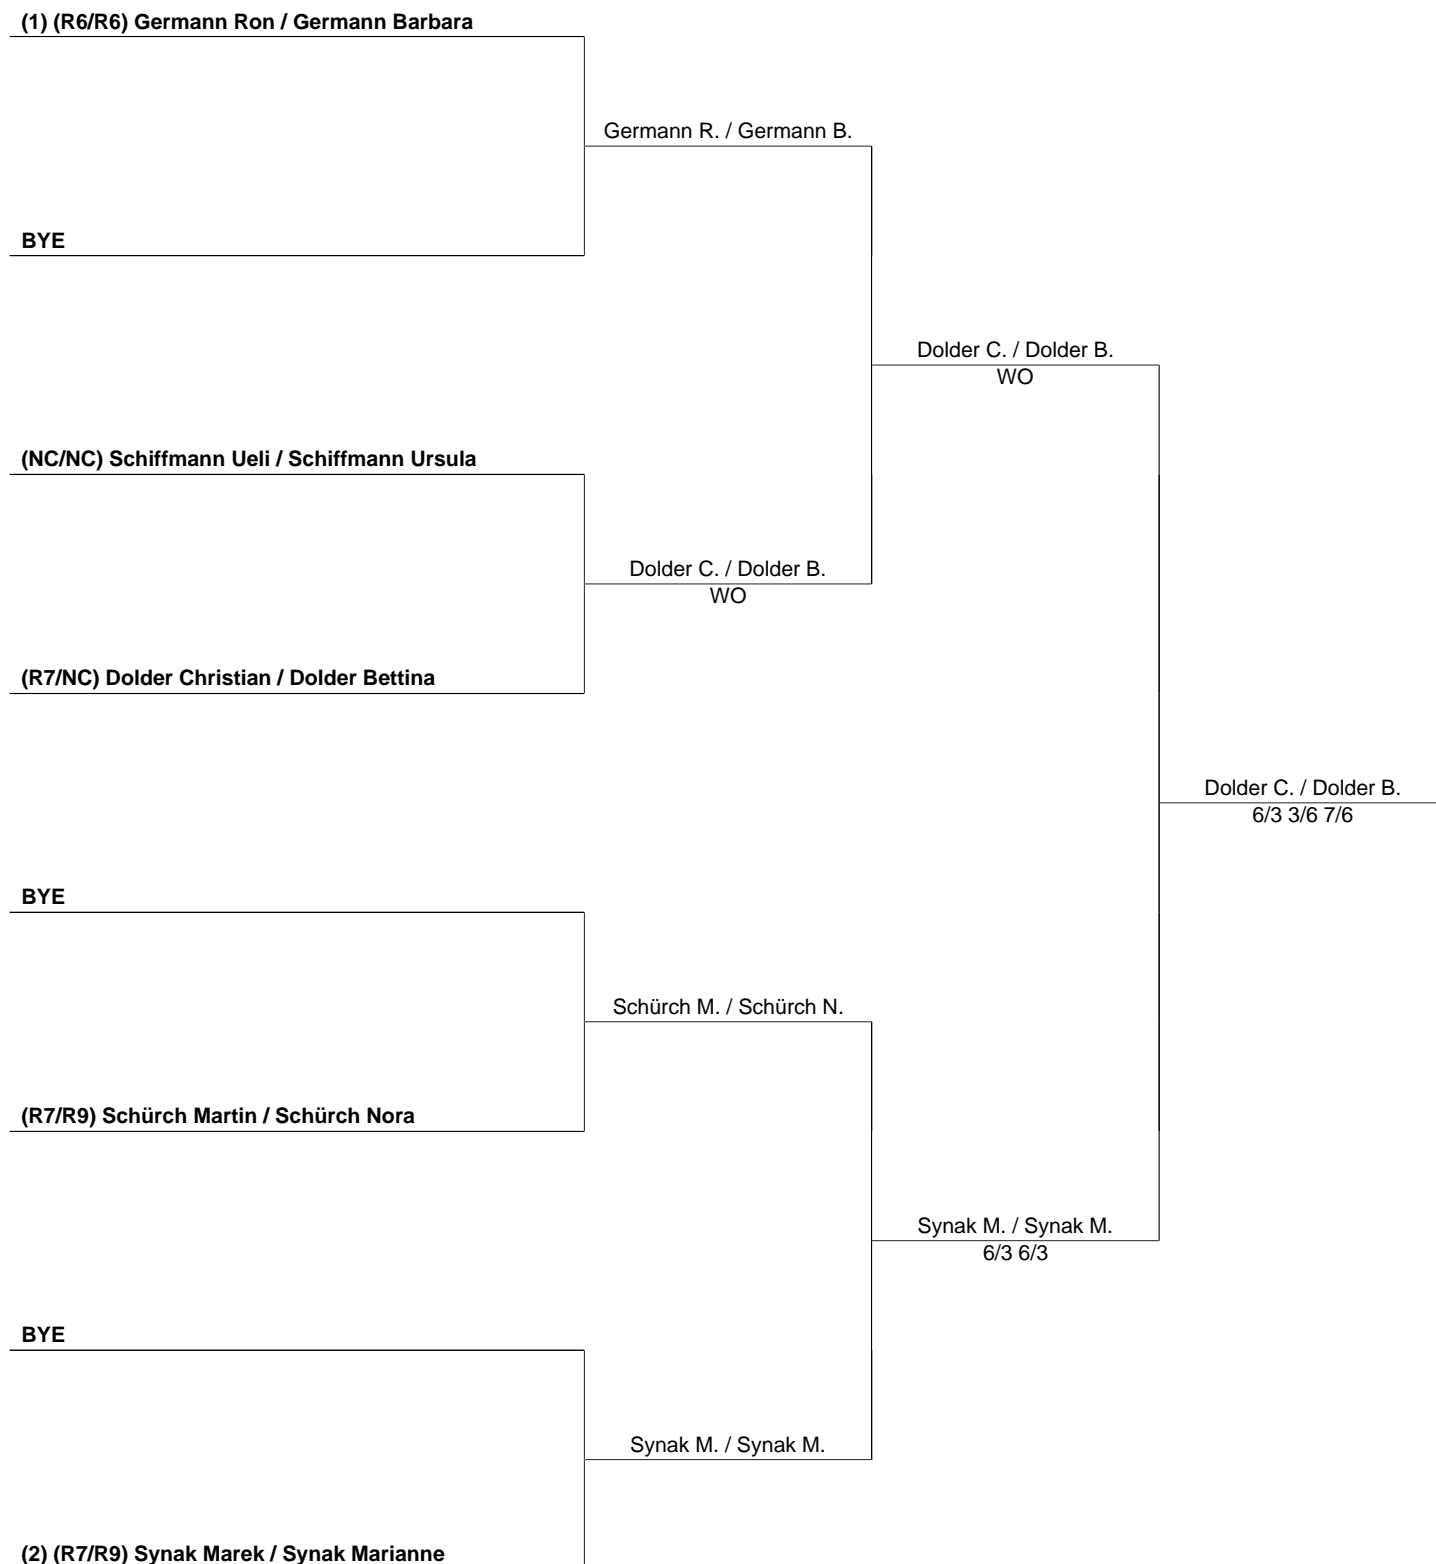 (1) (R6/R6) Germann Ron / Germann Barbara
Germann R. / Germann B.
BYE
Dolder C. / Dolder B.
WO
(NC/NC) Schiffmann Ueli / Schiffmann Ursula
Dolder C. / Dolder B.
WO
(R7/NC) Dolder Christian / Dolder Bettina
Dolder C. / Dolder B.
6/3 3/6 7/6
BYE
Schürch M. / Schürch N.
(R7/R9) Schürch Martin / Schürch Nora
Synak M. / Synak M.
6/3 6/3
BYE
Synak M. / Synak M.
(2) (R7/R9) Synak Marek / Synak Marianne